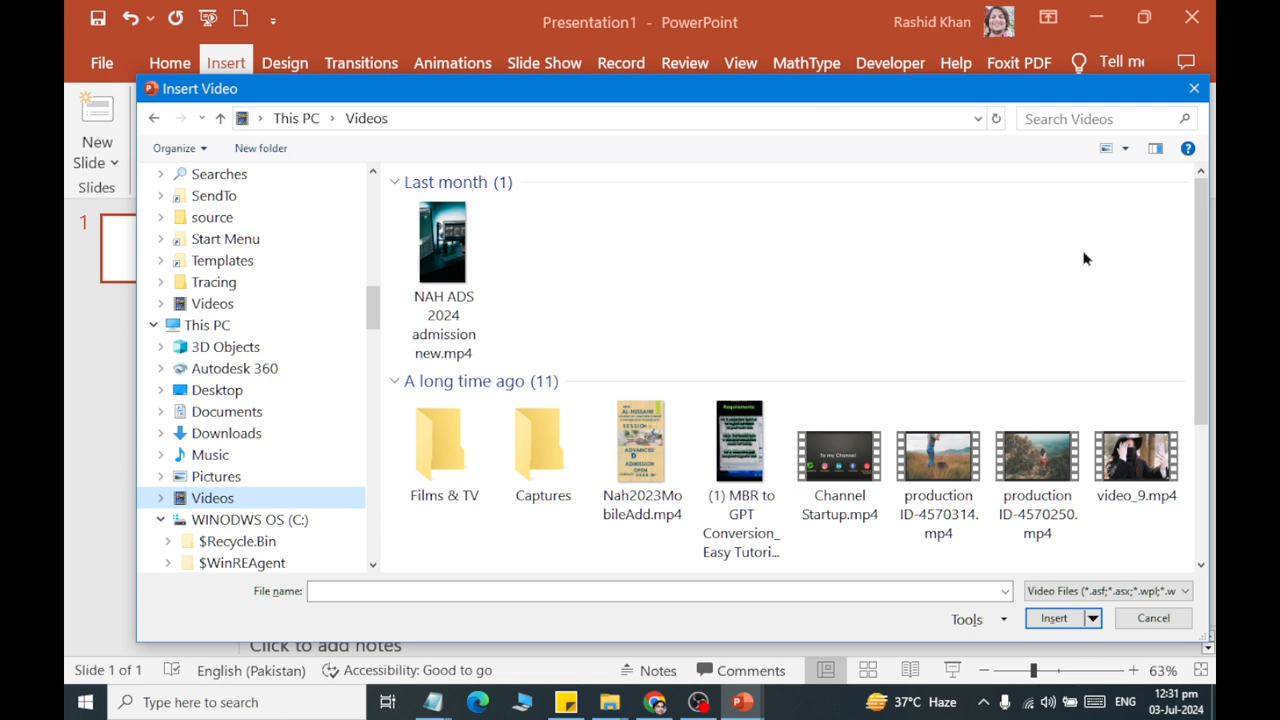 Presentation1 - PowerPoint
Rashid Khan
File Home Insert Design Transitions Animations Slide Show Record Review View MathType Developer Help Foxit PDF Tell me
Insert Video
New
Slide
Slides
This PC > Videos
Search Videos
Organize
New folder
Searches
SendTo
source
Start Menu
Templates
Tracing
Videos
This PC
3D Objects
Autodesk 360
Desktop
Documents
Downloads
Music
Pictures
Videos
WINODWS OS (C:)
$Recycle.Bin
$WinREAgent
Last month (1)
NAH ADS
2024
admission
new.mp4
A long time ago (11)
Films & TV
Captures
Nah2023Mo
bileAdd.mp4
Requirements:
(1) MBR to
GPT
Conversion_
Easy Tutori...
To my Channel
Channel
Startup.mp4
production
ID-4570314.
mp4
production
ID-4570250.
mp4
video_9.mp4
File name:
Video Files (*.asf;*.asx;*.wpl;*.w
Tools
Insert
Cancel
1
Click to add notes
Slide 1 of 1
English (Pakistan)
Accessibility: Good to go
Notes
Comments
63%
Type here to search
37°C Haze
ENG
12:31 pm
03-Jul-2024